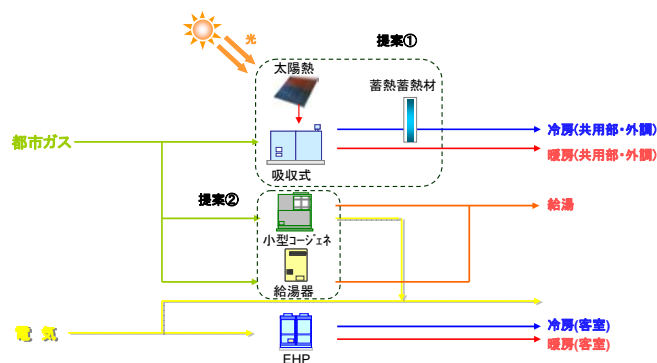 光
提案①
太陽熱
蓄熱蓄熱材
冷房(共用部・外調)
都市ガス
暖房(共用部・外調)
吸収式
提案②
給湯
小型コージェネ
給湯器
冷房(客室)
電 気
暖房(客室)
EHP